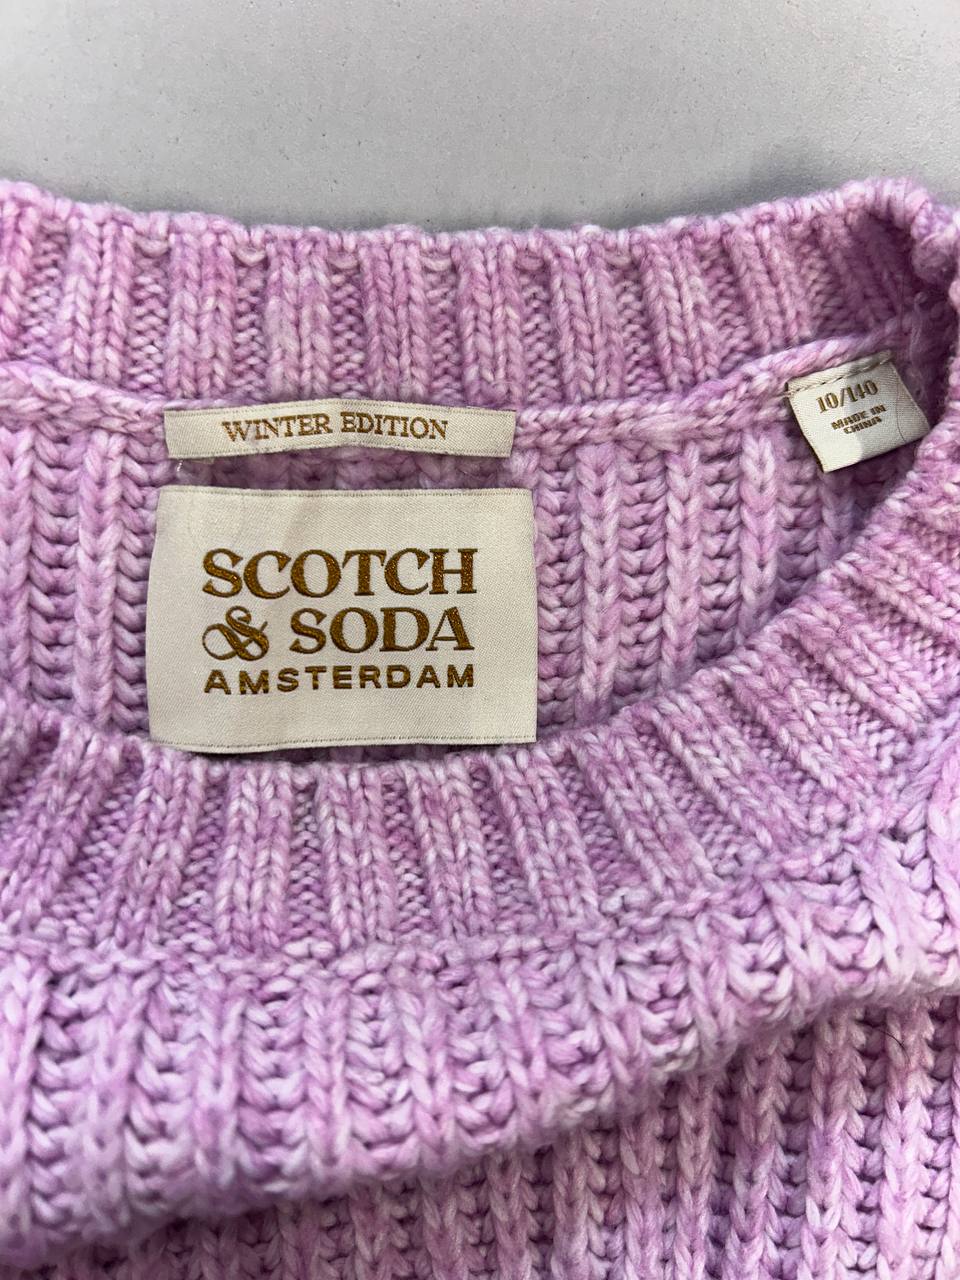 WINTER EDITION
SCOTCH
& SODA
AMSTERDAM
10/140
MADE IN
CHINA